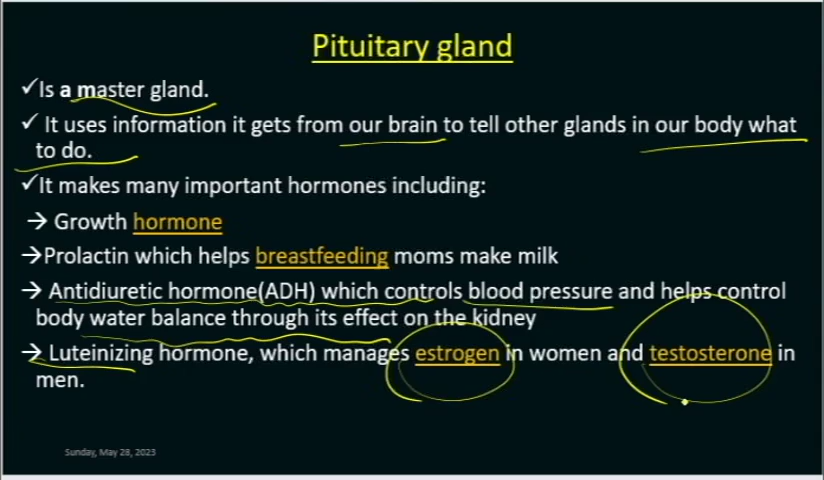 Pituitary gland
✓Is a master gland.
✓ It uses information it gets from our brain to tell other glands in our body what
to do.
✓It makes many important hormones including:
→ Growth hormone
→Prolactin which helps breastfeeding moms make milk
→ Antidiuretic hormone(ADH) which controls blood pressure and helps control
body water balance through its effect on the kidney
→ Luteinizing hormone, which manages estrogen in women and testosterone in
men.
Sunday, May 28, 2023